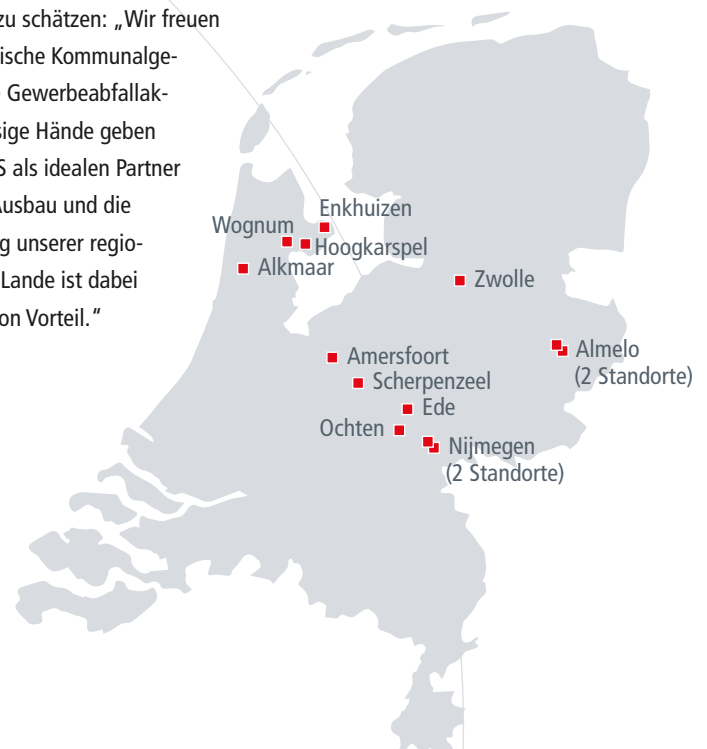 zu schätzen: „Wir freuen
ische Kommunalge-
Gewerbeabfallak-
sige Hände geben
S als idealen Partner
Ausbau und die
g unserer regio-
Lande ist dabei
on Vorteil."
Enkhuizen
Wognum
Hoogkarspel
Alkmaar
Zwolle
Amersfoort
Almelo
(2 Standorte)
Scherpenzeel
Ede
Ochten
Nijmegen
(2 Standorte)